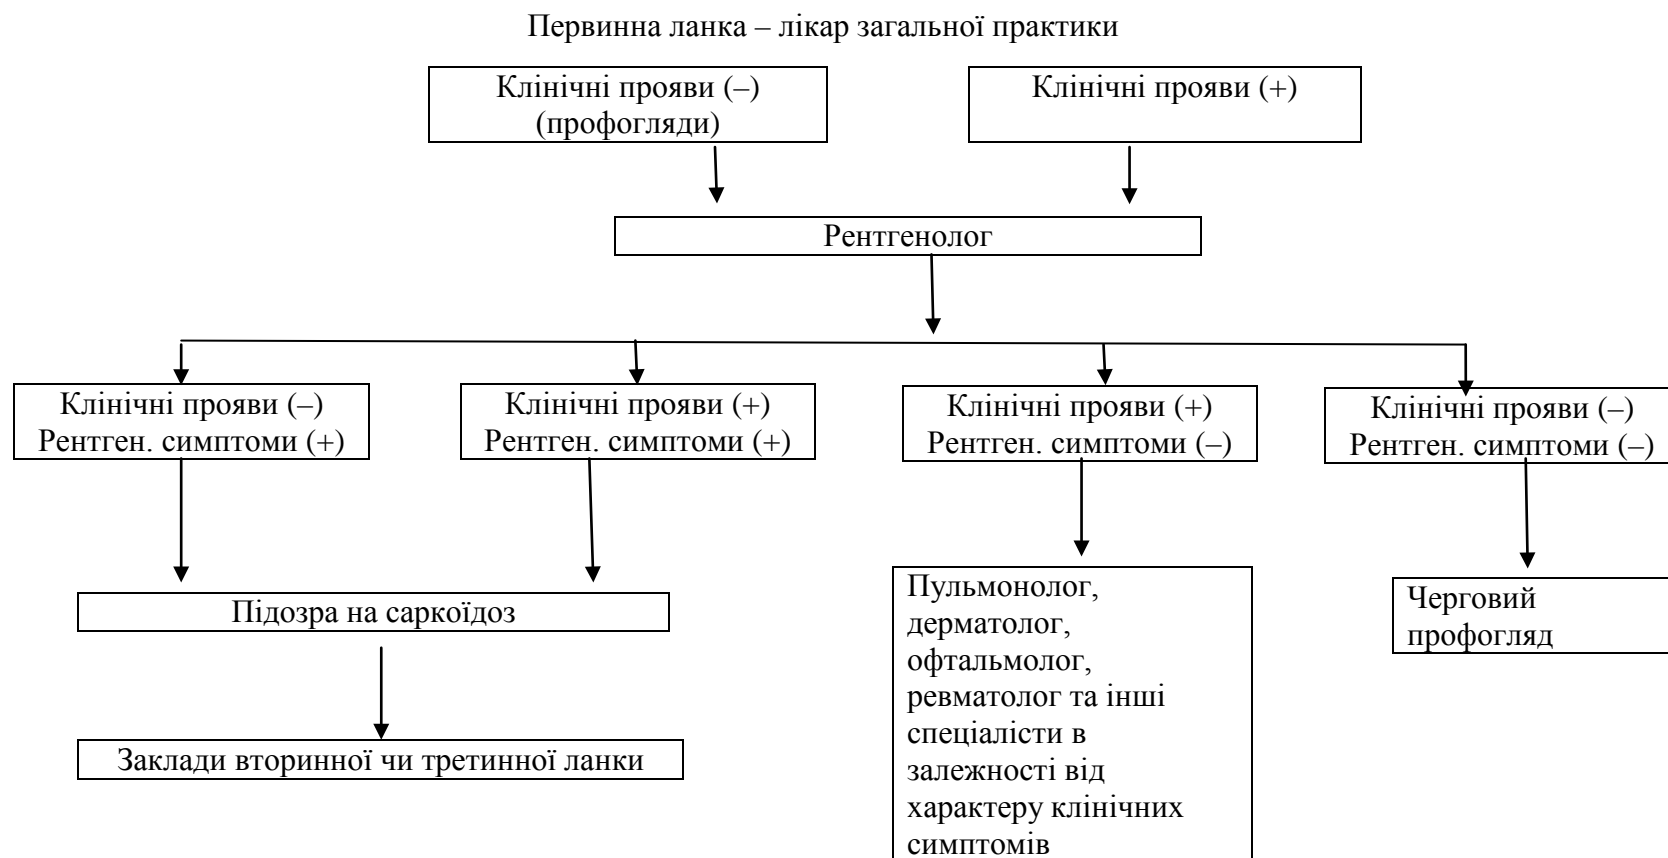 Первинна ланка – лікар загальної практики
Клінічні прояви (–)
(профогляди)
Клінічні прояви (+)
Рентгенолог
Клінічні прояви (–)
Рентген. симптоми (+)
Клінічні прояви (+)
Рентген. симптоми (+)
Клінічні прояви (+)
Рентген. симптоми (–)
Клінічні прояви (–)
Рентген. симптоми (–)
Підозра на саркоїдоз
Заклади вторинної чи третинної ланки
Пульмонолог,
дерматолог,
офтальмолог,
ревматолог та інші
спеціалісти в
залежності від
характеру клінічних
симптомів
Черговий
профогляд